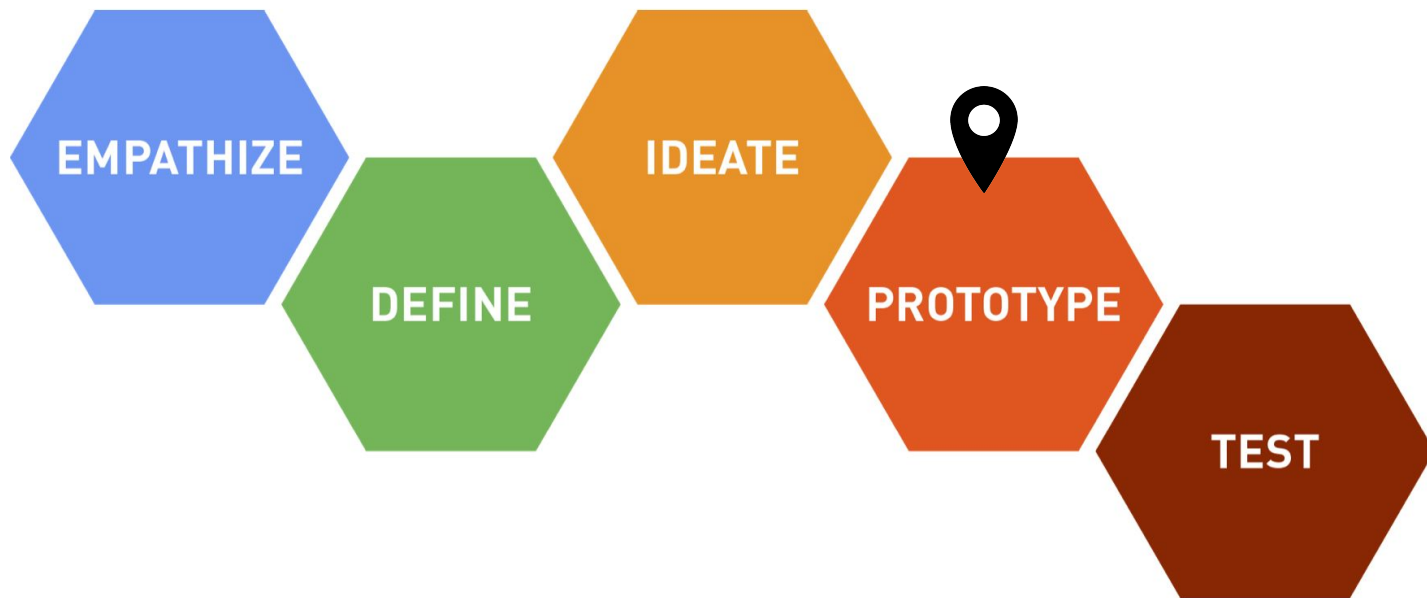 EMPATHIZE
DEFINE
IDEATE
PROTOTYPE
TEST